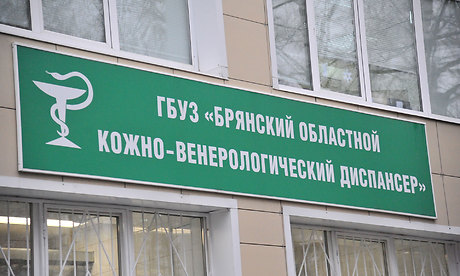 ГБУЗ «БРЯНСКИЙ ОБЛАСТНОЙ
КОЖНО-ВЕНЕРОЛОГИЧЕСКИЙ ДИСПАНСЕР»